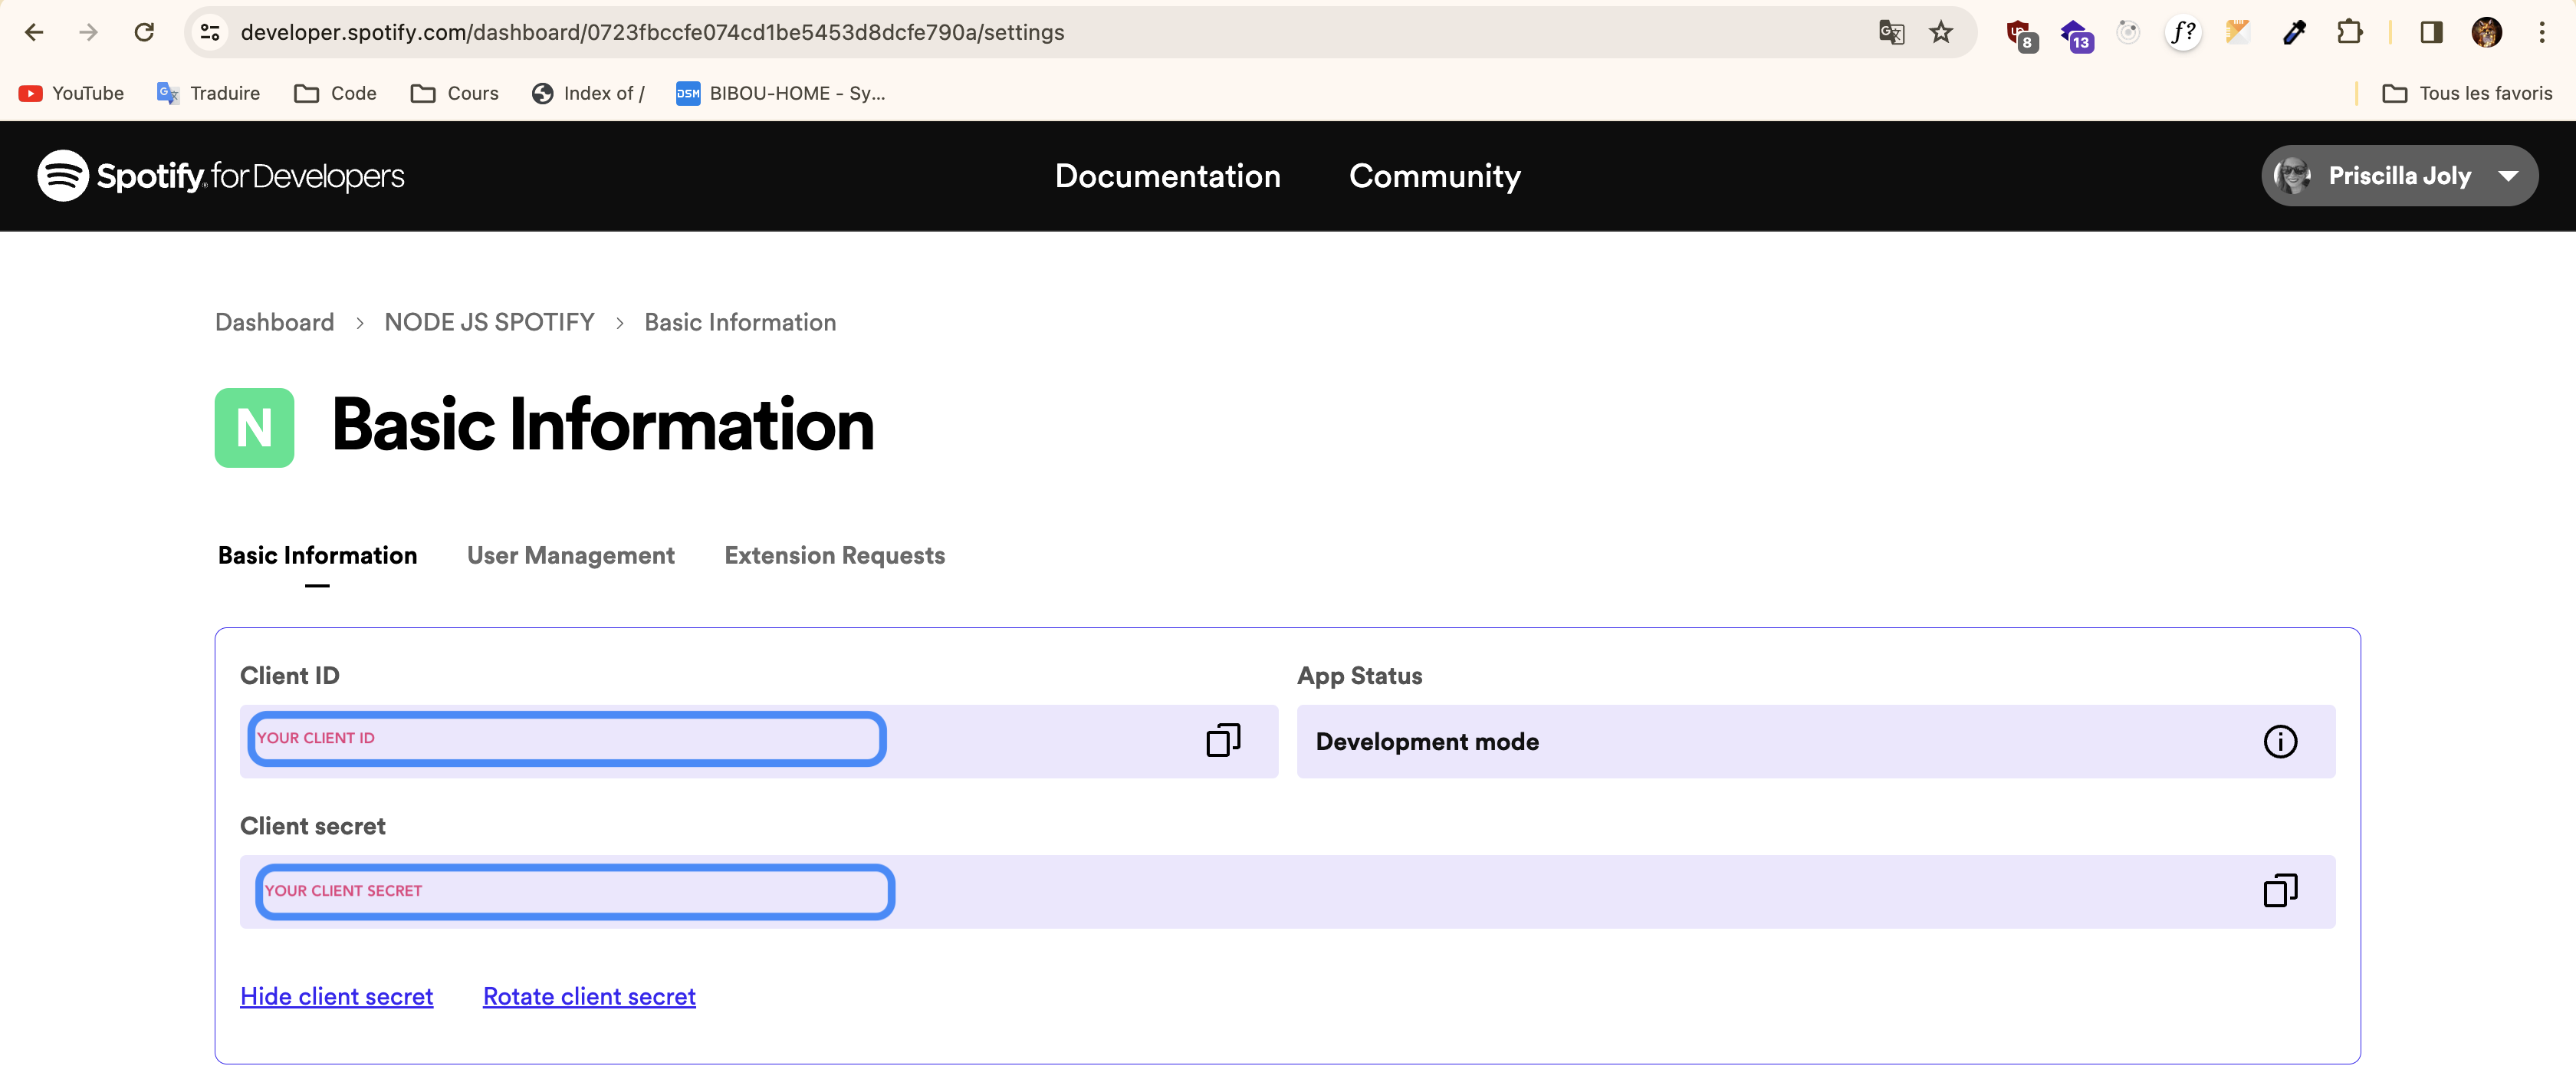 developer.spotify.com/dashboard/0723fbccfe074cd1be5453d8dcfe790a/settings
8
13
f?
YouTube
Traduire
Code
Cours
Index of /
DSM
BIBOU-HOME - Sy...
Tous les favoris
Spotify for Developers
Documentation
Community
Priscilla Joly
Dashboard > NODE JS SPOTIFY > Basic Information
N
Basic Information
Basic Information
User Management
Extension Requests
Client ID
App Status
YOUR CLIENT ID
Development mode
Client secret
YOUR CLIENT SECRET
Hide client secret
Rotate client secret